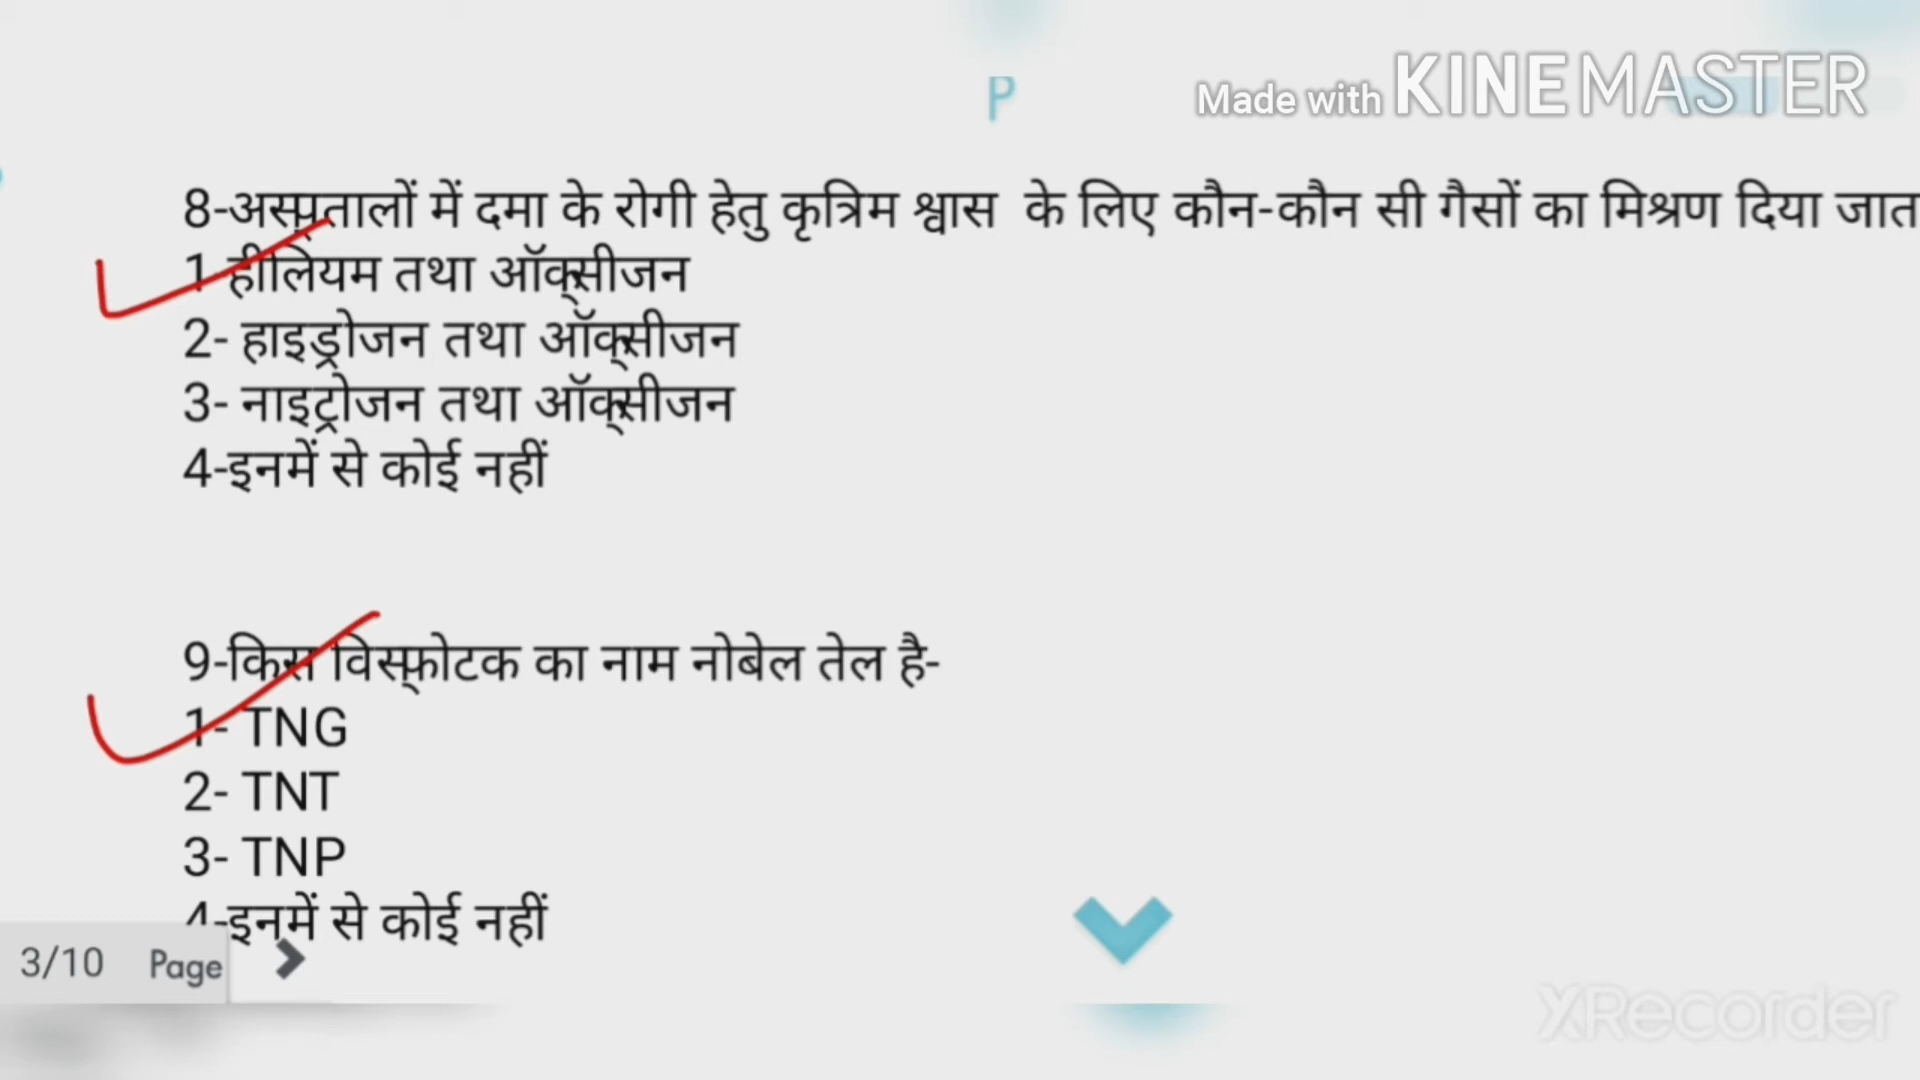 P
Made with KINEMASTER
8-अस्पतालों में दमा के रोगी हेतु कृत्रिम श्वास के लिए कौन-कौन सी गैसों का मिश्रण दिया जात
1-हीलियम तथा ऑक्सीजन
2- हाइड्रोजन तथा ऑक्सीजन
3- नाइट्रोजन तथा ऑक्सीजन
4-इनमें से कोई नहीं
9-किस विस्फोटक का नाम नोबेल तेल है-
1- TNG
2- TNT
3- TNP
4-इनमें से कोई नहीं
3/10 Page
XRecorder